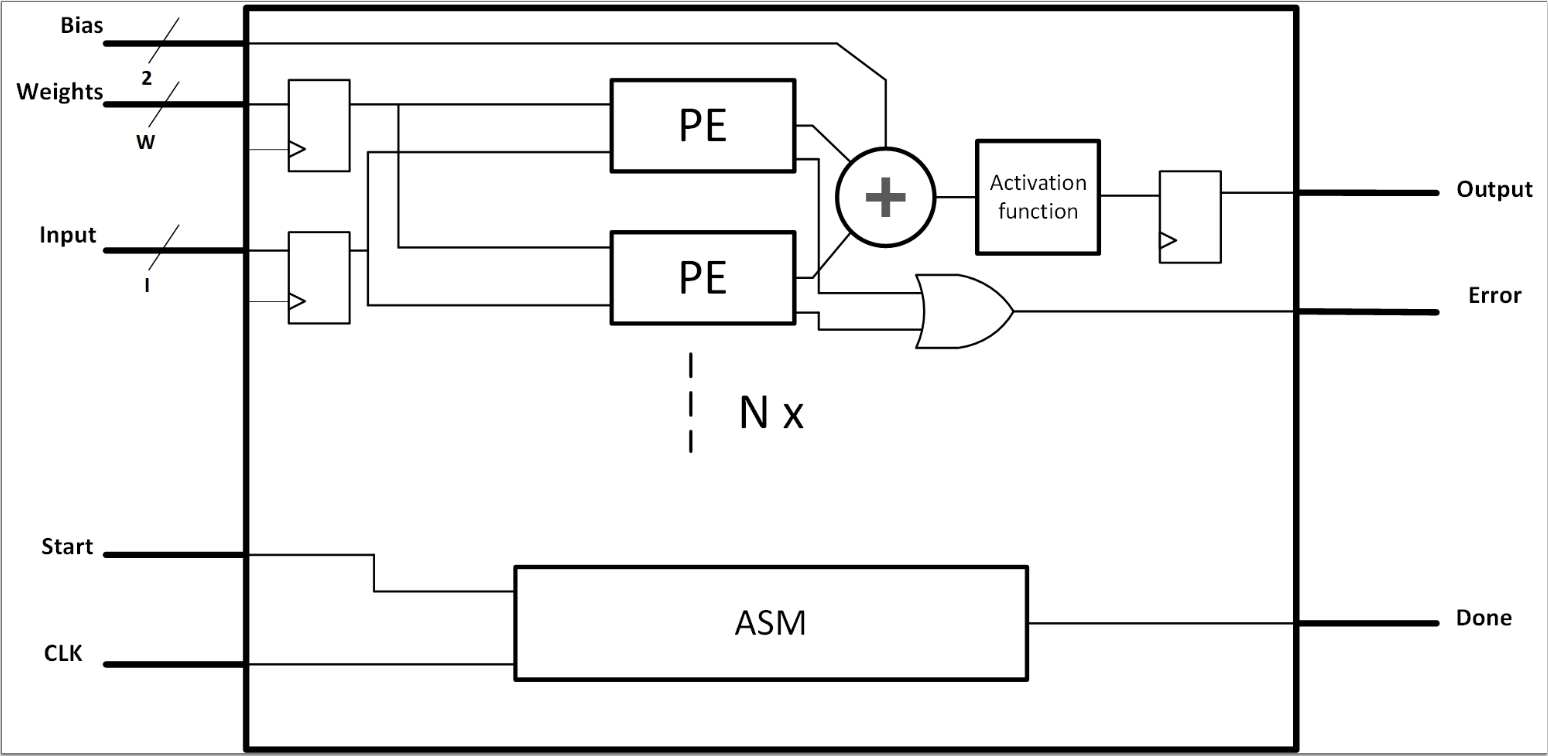 Bias
2
Weights
W
Input
I
Start
CLK
PE
PE
N x
+
Activation
function
ASM
Output
Error
Done